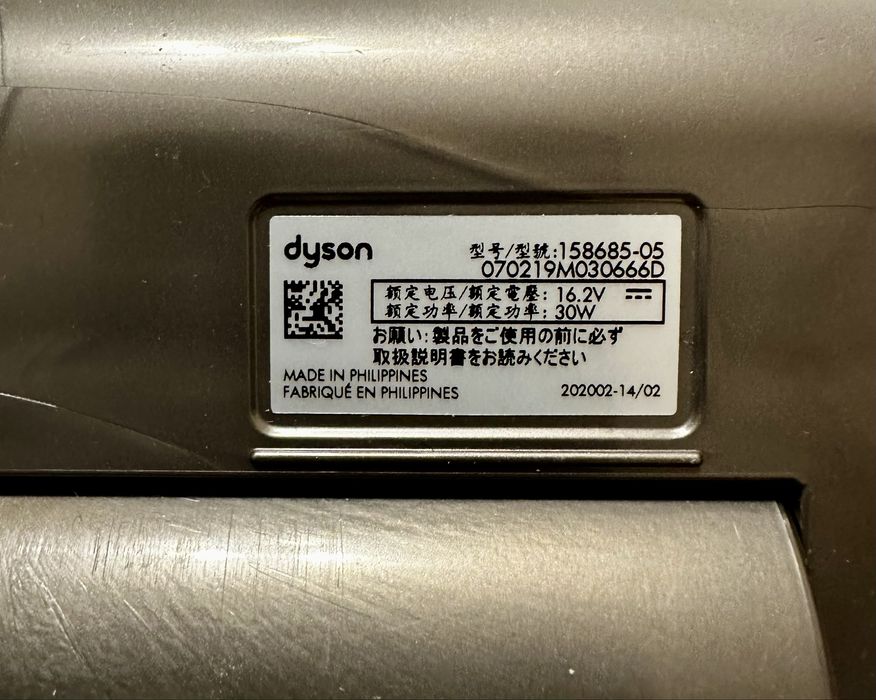 dyson
型号/型號:158685-05
070219M030666D
额定电压/額定電壓: 16.2V
额定功率/額定功率: 30W
お願い: 製品をご使用の前に必ず
取扱説明書をお読みください
MADE IN PHILIPPINES
FABRIQUÉ EN PHILIPPINES
202002-14/02